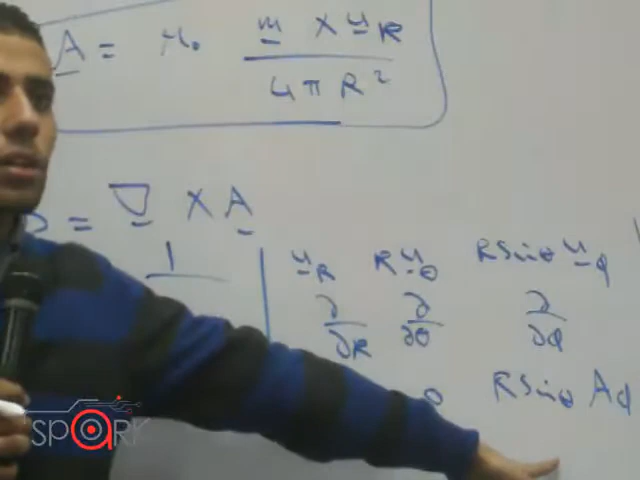 A = μ₀ m × u_R / 4π R²
= ∇ × A
1
u_R R u_θ R sinθ u_φ
∂/∂R ∂/∂θ ∂/∂φ
0 R sinθ A_φ
SPARK